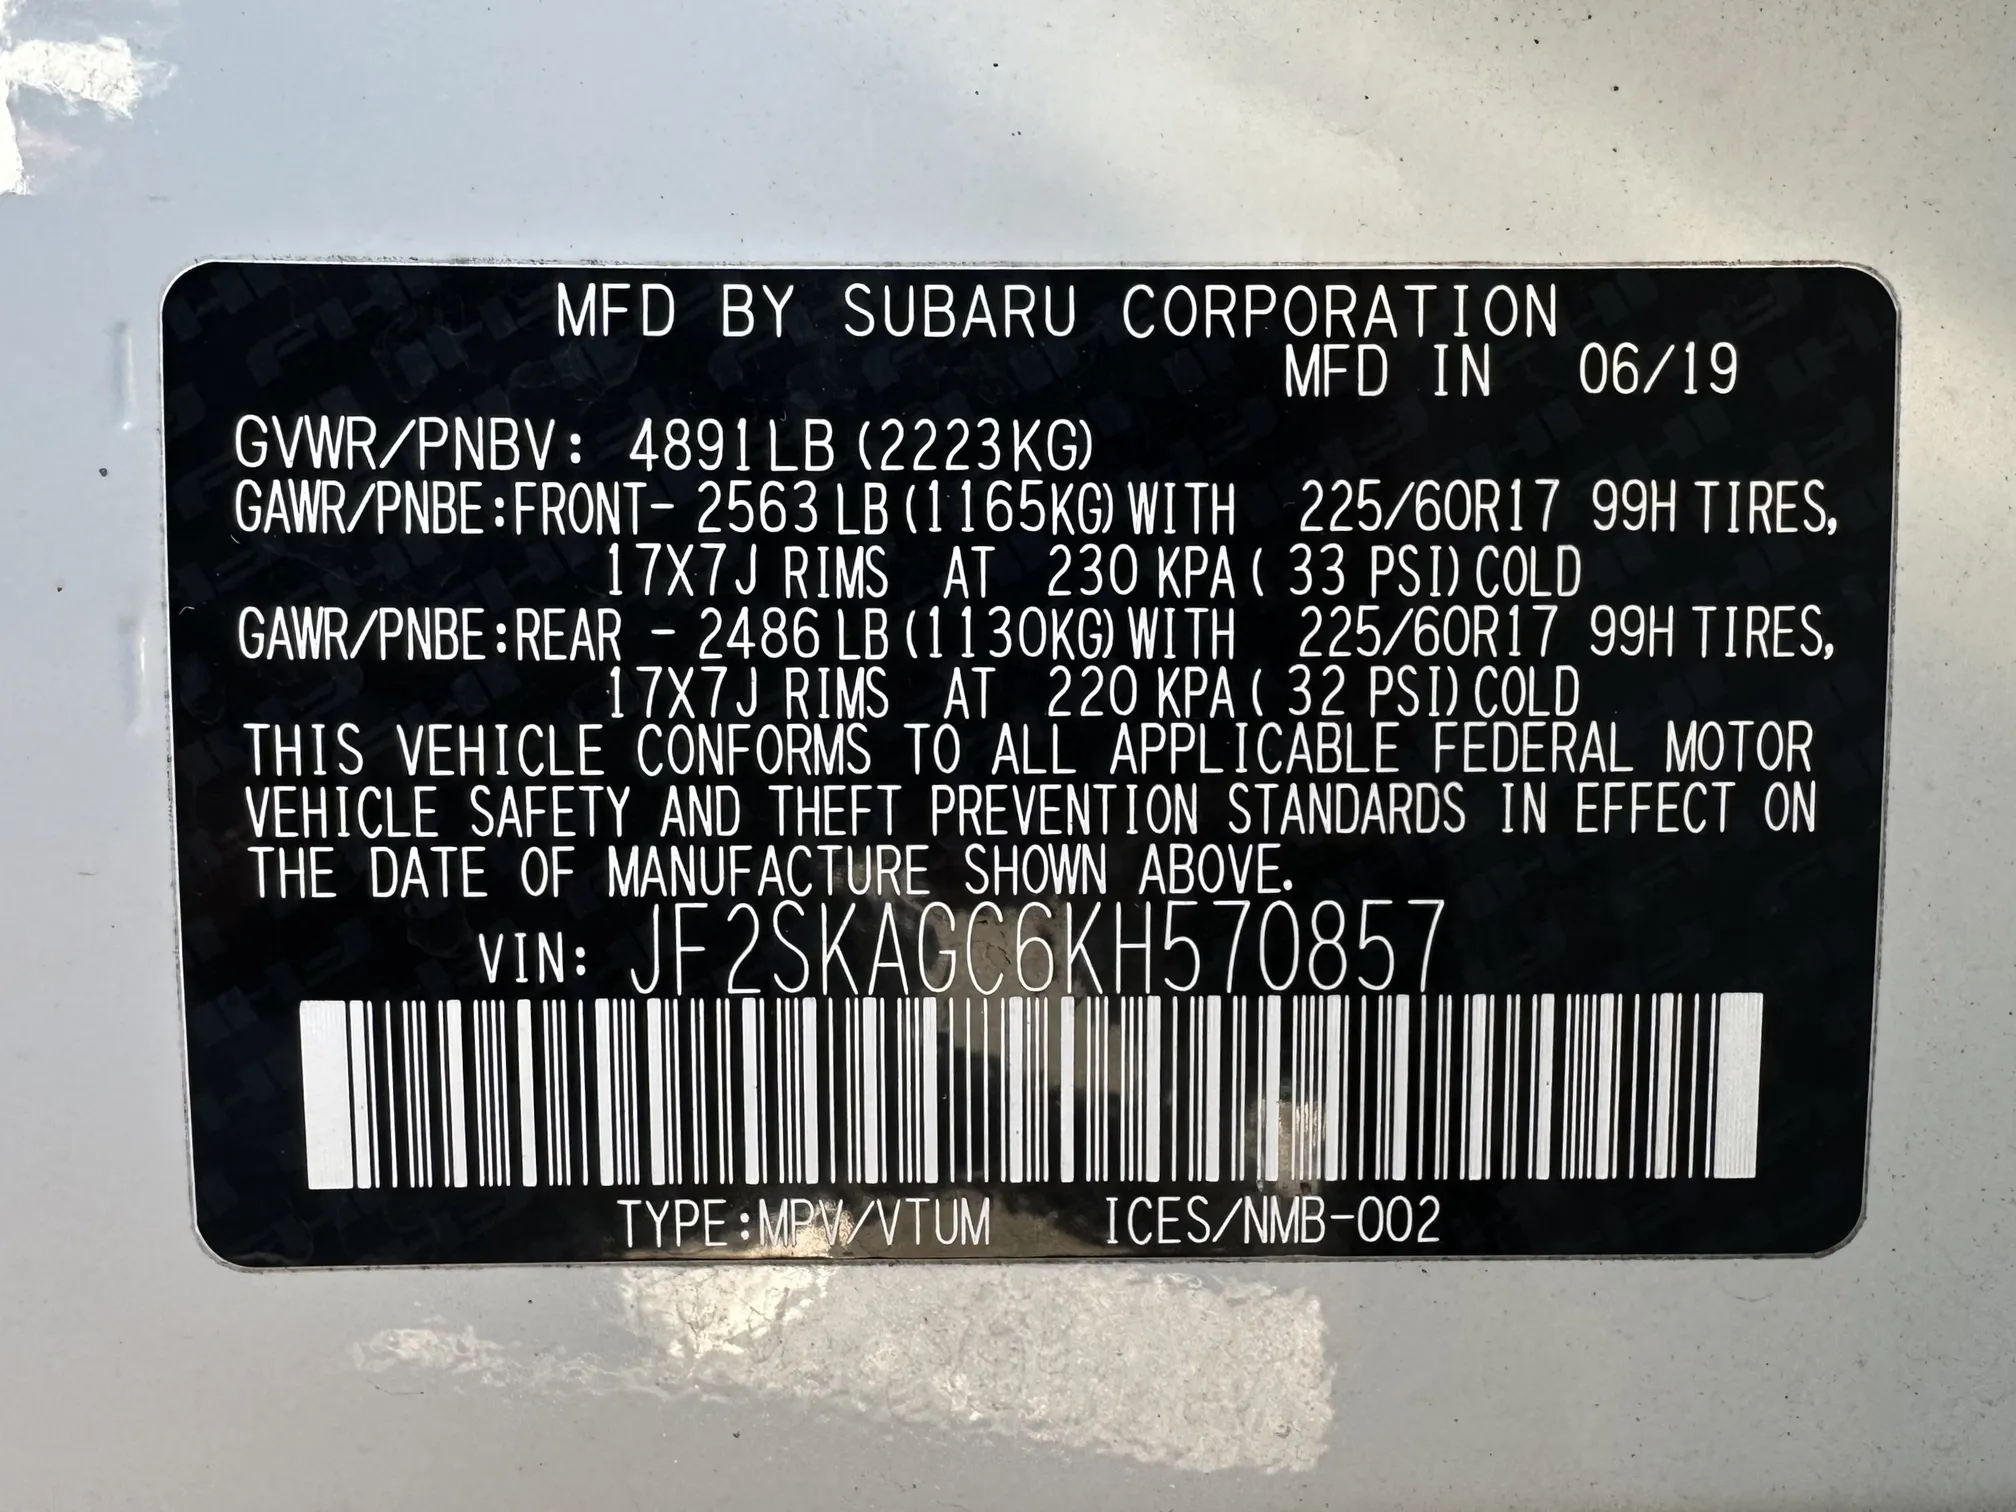 MFD BY SUBARU CORPORATION
MFD IN 06/19
GVWR/PNBV: 4891LB (2223KG)
GAWR/PNBE:FRONT- 2563 LB (1165KG) WITH 225/60R17 99H TIRES,
17X7J RIMS AT 230 KPA ( 33 PSI) COLD
GAWR/PNBE:REAR - 2486 LB (1130KG) WITH 225/60R17 99H TIRES,
17X7J RIMS AT 220 KPA ( 32 PSI) COLD
THIS VEHICLE CONFORMS TO ALL APPLICABLE FEDERAL MOTOR
VEHICLE SAFETY AND THEFT PREVENTION STANDARDS IN EFFECT ON
THE DATE OF MANUFACTURE SHOWN ABOVE.
VIN: JF2SKAGC6KH570857
TYPE:MPV/VTUM ICES/NMB-002